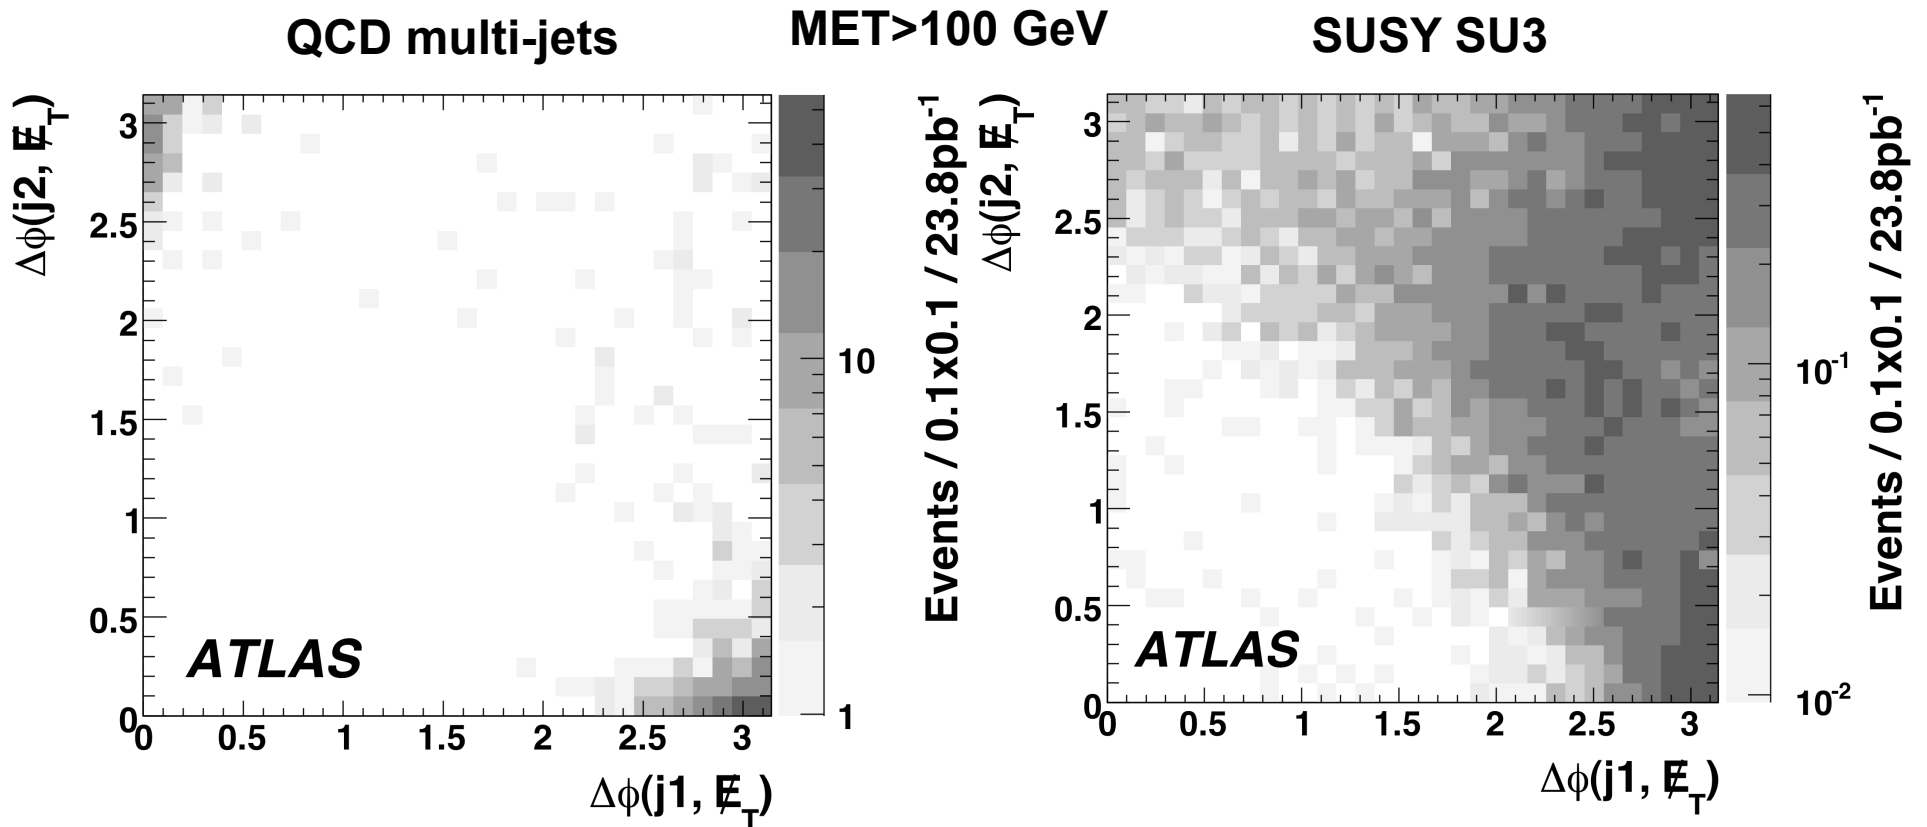 QCD multi-jets
MET>100 GeV
SUSY SU3
Δφ(j2, E̸_T)
3
2.5
2
1.5
1
0.5
0
ATLAS
0 0.5 1 1.5 2 2.5 3
Δφ(j1, E̸_T)
10
1
Events / 0.1x0.1 / 23.8pb^-1
Δφ(j2, E̸_T)
3
2.5
2
1.5
1
0.5
0
ATLAS
0 0.5 1 1.5 2 2.5 3
Δφ(j1, E̸_T)
10^-1
10^-2
Events / 0.1x0.1 / 23.8pb^-1